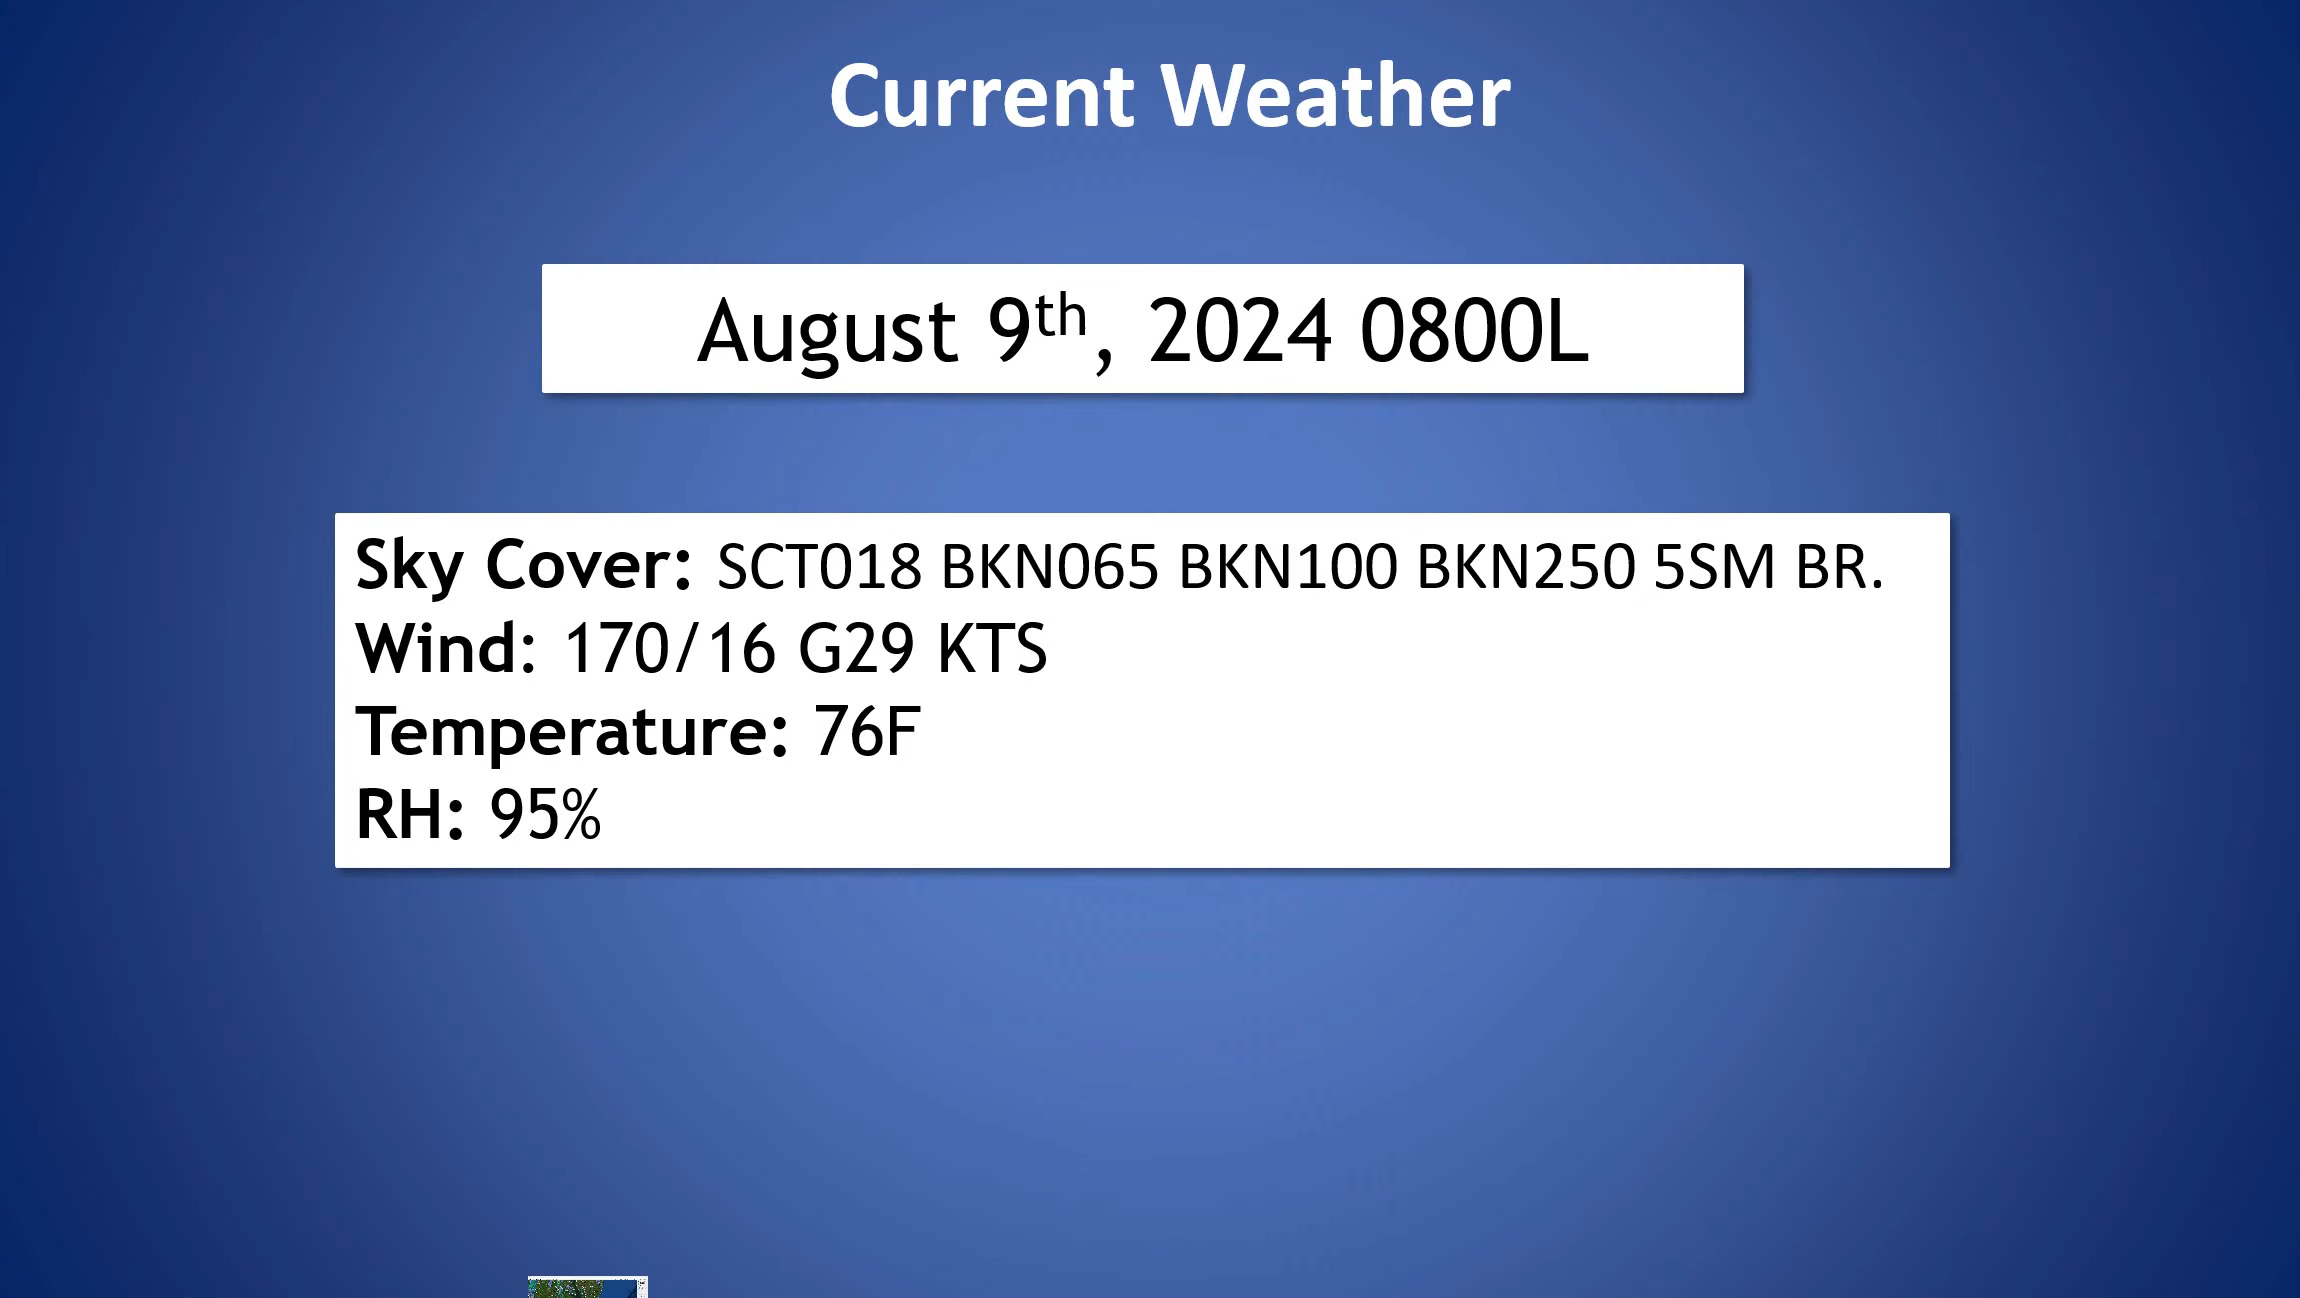 Current Weather
August 9th, 2024 0800L
Sky Cover: SCT018 BKN065 BKN100 BKN250 5SM BR.
Wind: 170/16 G29 KTS
Temperature: 76F
RH: 95%